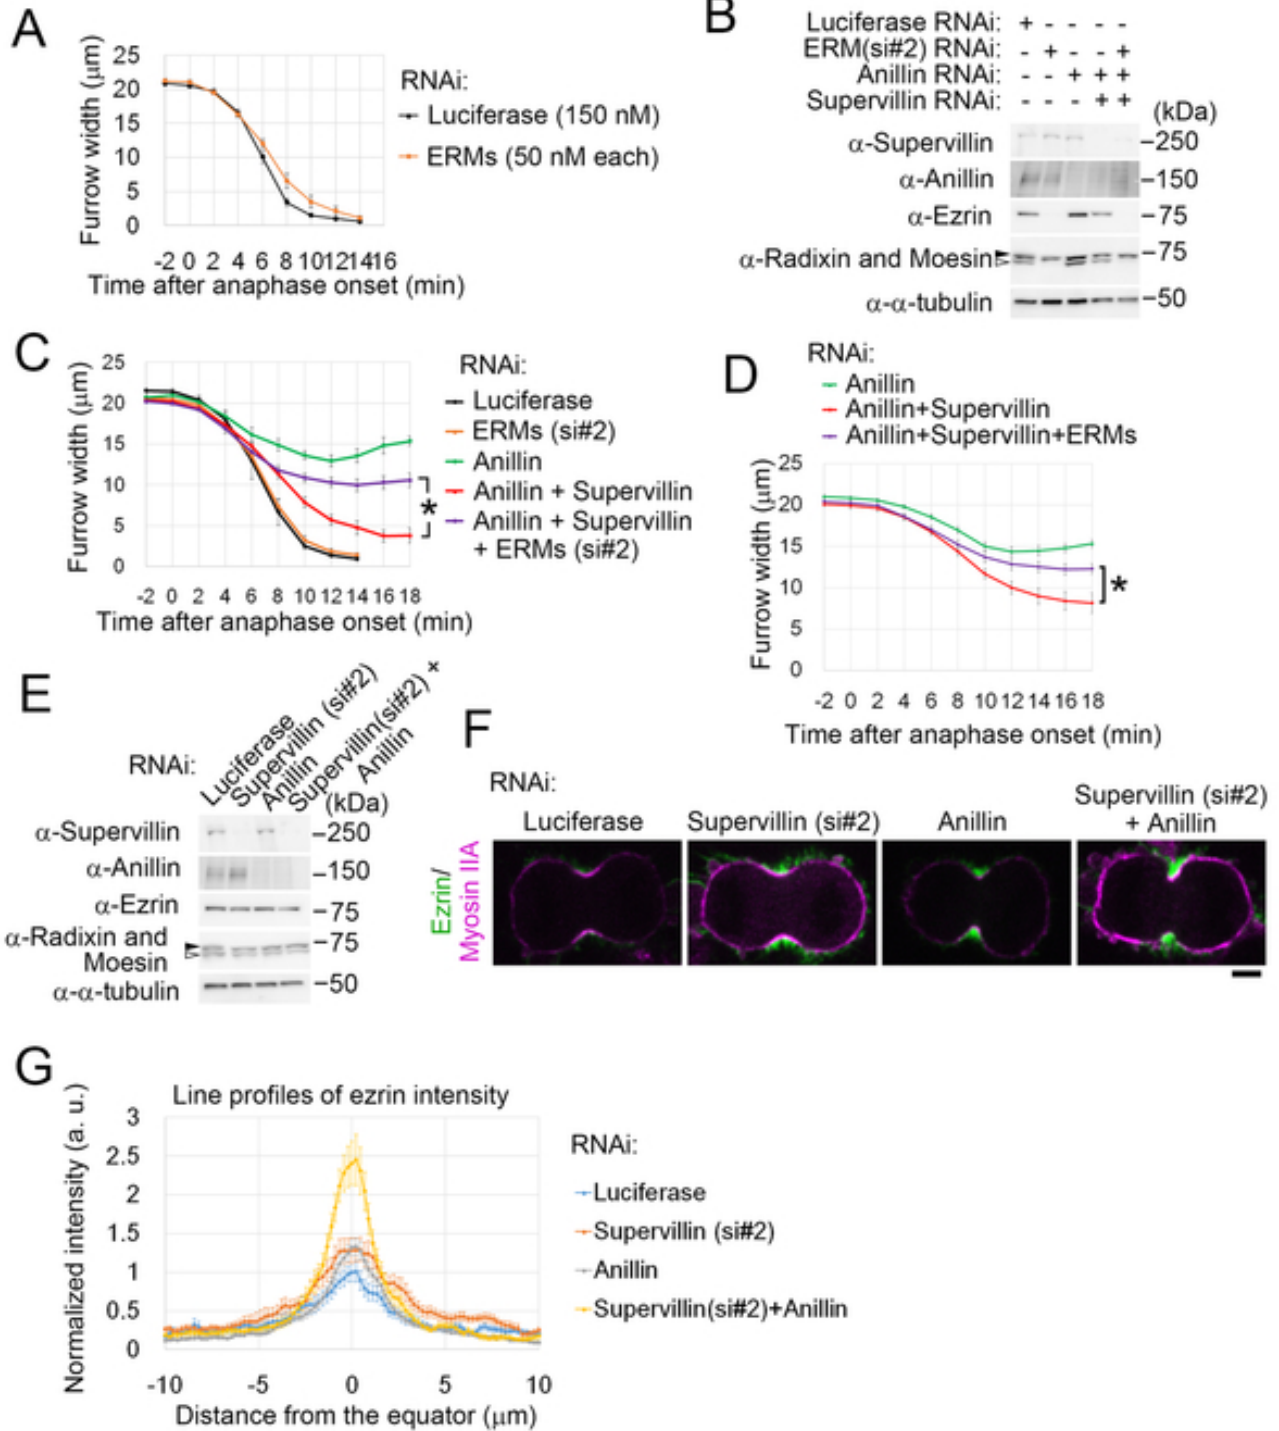 A
Furrow width (μm)
25
20
15
10
5
0
-2 0 2 4 6 8 10 12 14 16
Time after anaphase onset (min)
RNAi:
Luciferase (150 nM)
ERMs (50 nM each)
B
Luciferase RNAi: + - - - -
ERM(si#2) RNAi: - + - - +
Anillin RNAi: - - + + +
Supervillin RNAi: - - - + +
(kDa)
α-Supervillin -250
α-Anillin -150
α-Ezrin -75
α-Radixin and Moesin -75
α-α-tubulin -50
C
Furrow width (μm)
25
20
15
10
5
0
-2 0 2 4 6 8 10 12 14 16 18
Time after anaphase onset (min)
RNAi:
Luciferase
ERMs (si#2)
Anillin
Anillin + Supervillin
Anillin + Supervillin
+ ERMs (si#2)
*
D
RNAi:
Anillin
Anillin+Supervillin
Anillin+Supervillin+ERMs
Furrow width (μm)
25
20
15
10
5
0
*
-2 0 2 4 6 8 10 12 14 16 18
Time after anaphase onset (min)
E
RNAi:
Luciferase
Supervillin (si#2)
Anillin
Supervillin(si#2) +
Anillin
(kDa)
α-Supervillin -250
α-Anillin -150
α-Ezrin -75
α-Radixin and
Moesin
-75
α-α-tubulin -50
F
RNAi:
Luciferase
Supervillin (si#2)
Anillin
Supervillin (si#2)
+ Anillin
Ezrin/
Myosin IIA
G
Line profiles of ezrin intensity
Normalized intensity (a. u.)
3
2.5
2
1.5
1
0.5
0
-10 -5 0 5 10
Distance from the equator (μm)
RNAi:
Luciferase
Supervillin (si#2)
Anillin
Supervillin(si#2)+Anillin